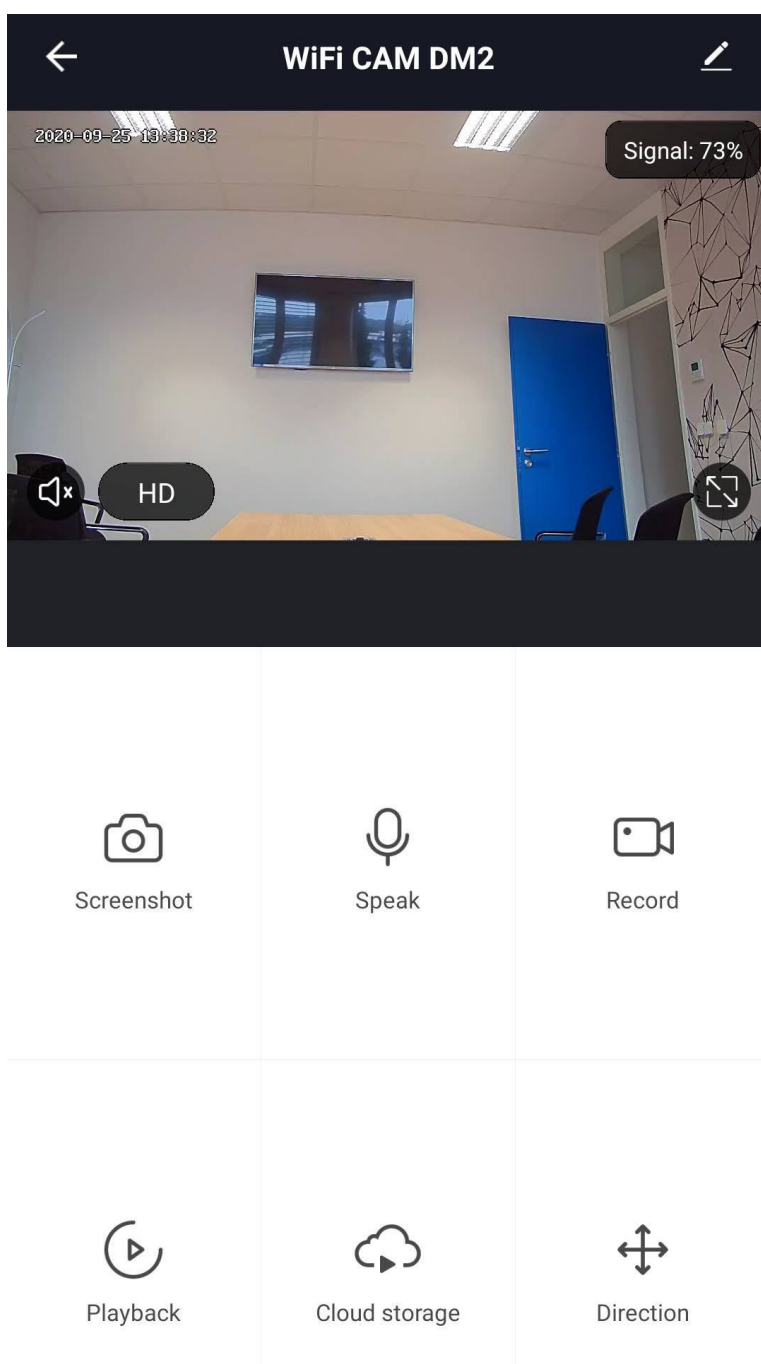 WiFi CAM DM2
2020-09-25 13:38:32
Signal: 73%
HD
Screenshot
Speak
Record
Playback
Cloud storage
Direction